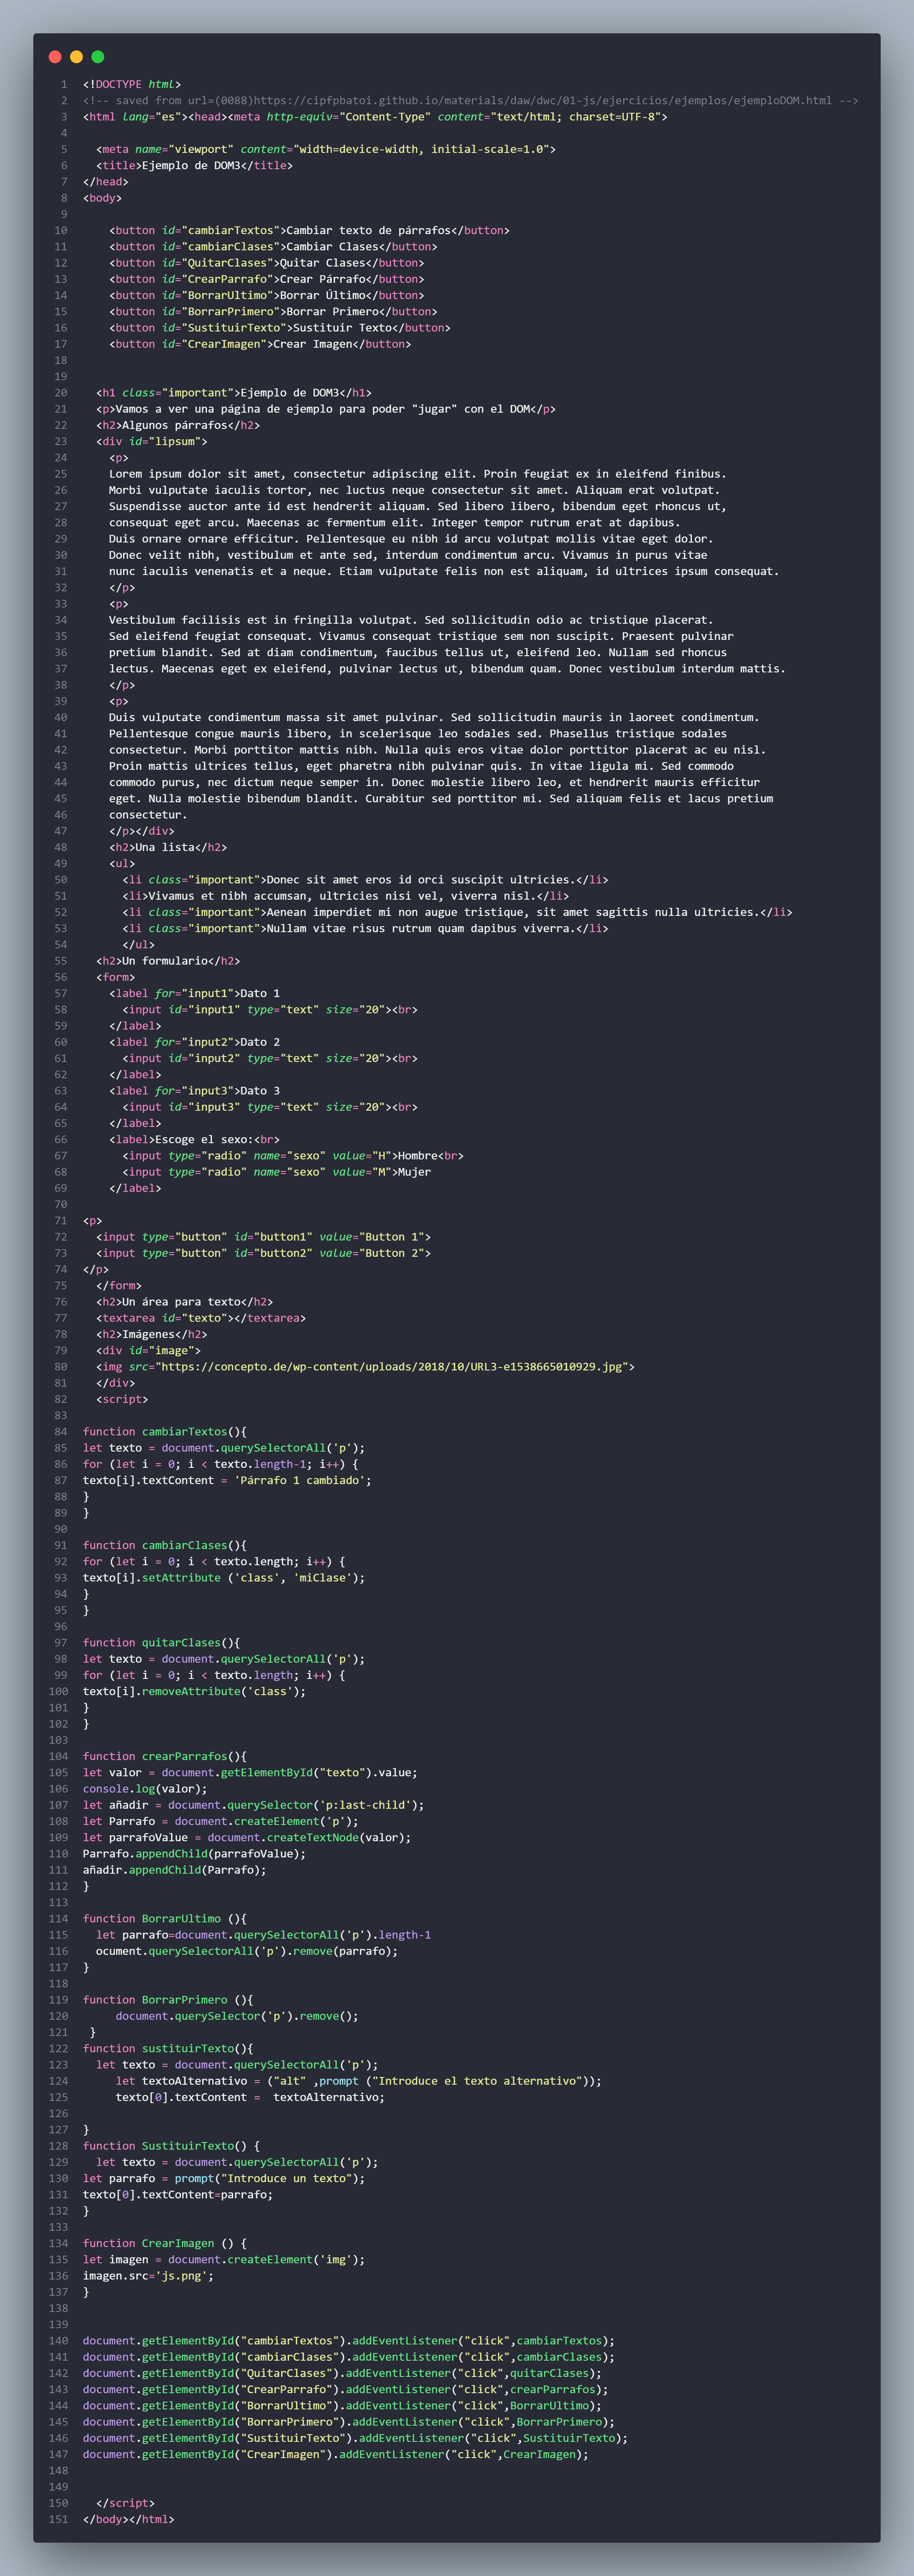 1 <!DOCTYPE html>
2 <!-- saved from url=(0088)https://cipfpbatoi.github.io/materials/daw/dwc/01-js/ejercicios/ejemplos/ejemploDOM.html -->
3 <html lang="es"><head><meta http-equiv="Content-Type" content="text/html; charset=UTF-8">
4
5   <meta name="viewport" content="width=device-width, initial-scale=1.0">
6   <title>Ejemplo de DOM3</title>
7 </head>
8 <body>
9
10     <button id="cambiarTextos">Cambiar texto de párrafos</button>
11     <button id="cambiarClases">Cambiar Clases</button>
12     <button id="QuitarClases">Quitar Clases</button>
13     <button id="CrearParrafo">Crear Párrafo</button>
14     <button id="BorrarUltimo">Borrar Último</button>
15     <button id="BorrarPrimero">Borrar Primero</button>
16     <button id="SustituirTexto">Sustituir Texto</button>
17     <button id="CrearImagen">Crear Imagen</button>
18
19
20   <h1 class="important">Ejemplo de DOM3</h1>
21   <p>Vamos a ver una página de ejemplo para poder "jugar" con el DOM</p>
22   <h2>Algunos párrafos</h2>
23   <div id="lipsum">
24     <p>
25     Lorem ipsum dolor sit amet, consectetur adipiscing elit. Proin feugiat ex in eleifend finibus.
26     Morbi vulputate iaculis tortor, nec luctus neque consectetur sit amet. Aliquam erat volutpat.
27     Suspendisse auctor ante id est hendrerit aliquam. Sed libero libero, bibendum eget rhoncus ut,
28     consequat eget arcu. Maecenas ac fermentum elit. Integer tempor rutrum erat at dapibus.
29     Duis ornare ornare efficitur. Pellentesque eu nibh id arcu volutpat mollis vitae eget dolor.
30     Donec velit nibh, vestibulum et ante sed, interdum condimentum arcu. Vivamus in purus vitae
31     nunc iaculis venenatis et a neque. Etiam vulputate felis non est aliquam, id ultrices ipsum consequat.
32     </p>
33     <p>
34     Vestibulum facilisis est in fringilla volutpat. Sed sollicitudin odio ac tristique placerat.
35     Sed eleifend feugiat consequat. Vivamus consequat tristique sem non suscipit. Praesent pulvinar
36     pretium blandit. Sed at diam condimentum, faucibus tellus ut, eleifend leo. Nullam sed rhoncus
37     lectus. Maecenas eget ex eleifend, pulvinar lectus ut, bibendum quam. Donec vestibulum interdum mattis.
38     </p>
39     <p>
40     Duis vulputate condimentum massa sit amet pulvinar. Sed sollicitudin mauris in laoreet condimentum.
41     Pellentesque congue mauris libero, in scelerisque leo sodales sed. Phasellus tristique sodales
42     consectetur. Morbi porttitor mattis nibh. Nulla quis eros vitae dolor porttitor placerat ac eu nisl.
43     Proin mattis ultrices tellus, eget pharetra nibh pulvinar quis. In vitae ligula mi. Sed commodo
44     commodo purus, nec dictum neque semper in. Donec molestie libero leo, et hendrerit mauris efficitur
45     eget. Nulla molestie bibendum blandit. Curabitur sed porttitor mi. Sed aliquam felis et lacus pretium
46     consectetur.
47     </p></div>
48     <h2>Una lista</h2>
49     <ul>
50       <li class="important">Donec sit amet eros id orci suscipit ultricies.</li>
51       <li>Vivamus et nibh accumsan, ultricies nisi vel, viverra nisl.</li>
52       <li class="important">Aenean imperdiet mi non augue tristique, sit amet sagittis nulla ultricies.</li>
53       <li class="important">Nullam vitae risus rutrum quam dapibus viverra.</li>
54       </ul>
55   <h2>Un formulario</h2>
56   <form>
57     <label for="input1">Dato 1
58       <input id="input1" type="text" size="20"><br>
59     </label>
60     <label for="input2">Dato 2
61       <input id="input2" type="text" size="20"><br>
62     </label>
63     <label for="input3">Dato 3
64       <input id="input3" type="text" size="20"><br>
65     </label>
66     <label>Escoge el sexo:<br>
67       <input type="radio" name="sexo" value="H">Hombre<br>
68       <input type="radio" name="sexo" value="M">Mujer
69     </label>
70
71 <p>
72   <input type="button" id="button1" value="Button 1">
73   <input type="button" id="button2" value="Button 2">
74 </p>
75   </form>
76   <h2>Un área para texto</h2>
77   <textarea id="texto"></textarea>
78   <h2>Imágenes</h2>
79   <div id="image">
80   <img src="https://concepto.de/wp-content/uploads/2018/10/URL3-e1538665010929.jpg">
81   </div>
82   <script>
83
84 function cambiarTextos(){
85 let texto = document.querySelectorAll('p');
86 for (let i = 0; i < texto.length-1; i++) {
87 texto[i].textContent = 'Párrafo 1 cambiado';
88 }
89 }
90
91 function cambiarClases(){
92 for (let i = 0; i < texto.length; i++) {
93 texto[i].setAttribute ('class', 'miClase');
94 }
95 }
96
97 function quitarClases(){
98 let texto = document.querySelectorAll('p');
99 for (let i = 0; i < texto.length; i++) {
100 texto[i].removeAttribute('class');
101 }
102 }
103
104 function crearParrafos(){
105 let valor = document.getElementById("texto").value;
106 console.log(valor);
107 let añadir = document.querySelector('p:last-child');
108 let Parrafo = document.createElement('p');
109 let parrafoValue = document.createTextNode(valor);
110 Parrafo.appendChild(parrafoValue);
111 añadir.appendChild(Parrafo);
112 }
113
114 function BorrarUltimo (){
115   let parrafo=document.querySelectorAll('p').length-1
116   ocument.querySelectorAll('p').remove(parrafo);
117 }
118
119 function BorrarPrimero (){
120      document.querySelector('p').remove();
121  }
122 function sustituirTexto(){
123   let texto = document.querySelectorAll('p');
124      let textoAlternativo = ("alt" ,prompt ("Introduce el texto alternativo"));
125      texto[0].textContent =  textoAlternativo;
126
127 }
128 function SustituirTexto() {
129   let texto = document.querySelectorAll('p');
130 let parrafo = prompt("Introduce un texto");
131 texto[0].textContent=parrafo;
132 }
133
134 function CrearImagen () {
135 let imagen = document.createElement('img');
136 imagen.src='js.png';
137 }
138
139
140 document.getElementById("cambiarTextos").addEventListener("click",cambiarTextos);
141 document.getElementById("cambiarClases").addEventListener("click",cambiarClases);
142 document.getElementById("QuitarClases").addEventListener("click",quitarClases);
143 document.getElementById("CrearParrafo").addEventListener("click",crearParrafos);
144 document.getElementById("BorrarUltimo").addEventListener("click",BorrarUltimo);
145 document.getElementById("BorrarPrimero").addEventListener("click",BorrarPrimero);
146 document.getElementById("SustituirTexto").addEventListener("click",SustituirTexto);
147 document.getElementById("CrearImagen").addEventListener("click",CrearImagen);
148
149
150   </script>
151 </body></html>